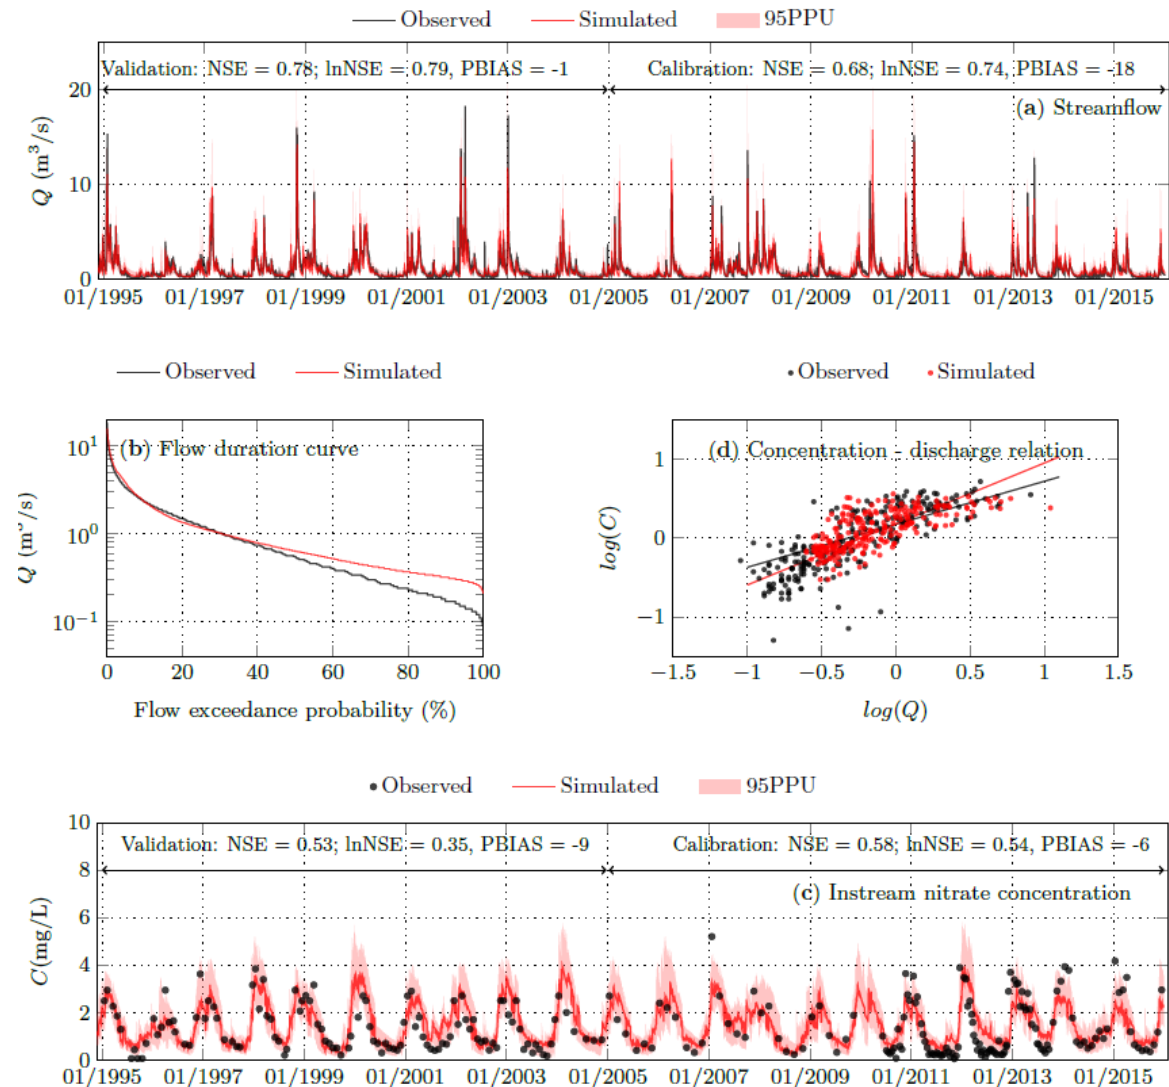 Observed Simulated 95PPU
Validation: NSE = 0.78; lnNSE = 0.79, PBIAS = -1 Calibration: NSE = 0.68; lnNSE = 0.74, PBIAS = -18
(a) Streamflow
Q (m³/s)
20
10
0
01/1995 01/1997 01/1999 01/2001 01/2003 01/2005 01/2007 01/2009 01/2011 01/2013 01/2015
Observed Simulated
(b) Flow duration curve
Q (m³/s)
10¹
10⁰
10⁻¹
0 20 40 60 80 100
Flow exceedance probability (%)
Observed Simulated
(d) Concentration - discharge relation
log(C)
1
0
−1
−1.5 −1 −0.5 0 0.5 1 1.5
log(Q)
Observed Simulated 95PPU
Validation: NSE = 0.53; lnNSE = 0.35, PBIAS = -9 Calibration: NSE = 0.58; lnNSE = 0.54, PBIAS = -6
(c) Instream nitrate concentration
C(mg/L)
10
8
6
4
2
0
01/1995 01/1997 01/1999 01/2001 01/2003 01/2005 01/2007 01/2009 01/2011 01/2013 01/2015